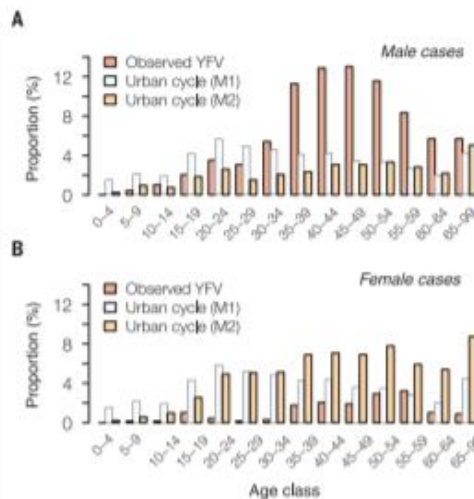 A
Male cases
Observed YFV
Urban cycle (M1)
Urban cycle (M2)
Proportion (%)
12
8
4
0
0–4
5–9
10–14
15–19
20–24
25–29
30–34
35–39
40–44
45–49
50–54
55–59
60–64
65–99
B
Female cases
Observed YFV
Urban cycle (M1)
Urban cycle (M2)
Proportion (%)
12
8
4
0
0–4
5–9
10–14
15–19
20–24
25–29
30–34
35–39
40–44
45–49
50–54
55–59
60–64
65–99
Age class